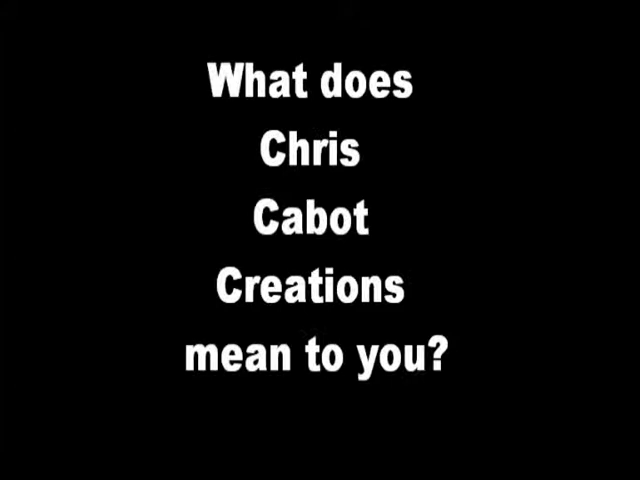 What does
Chris
Cabot
Creations
mean to you?